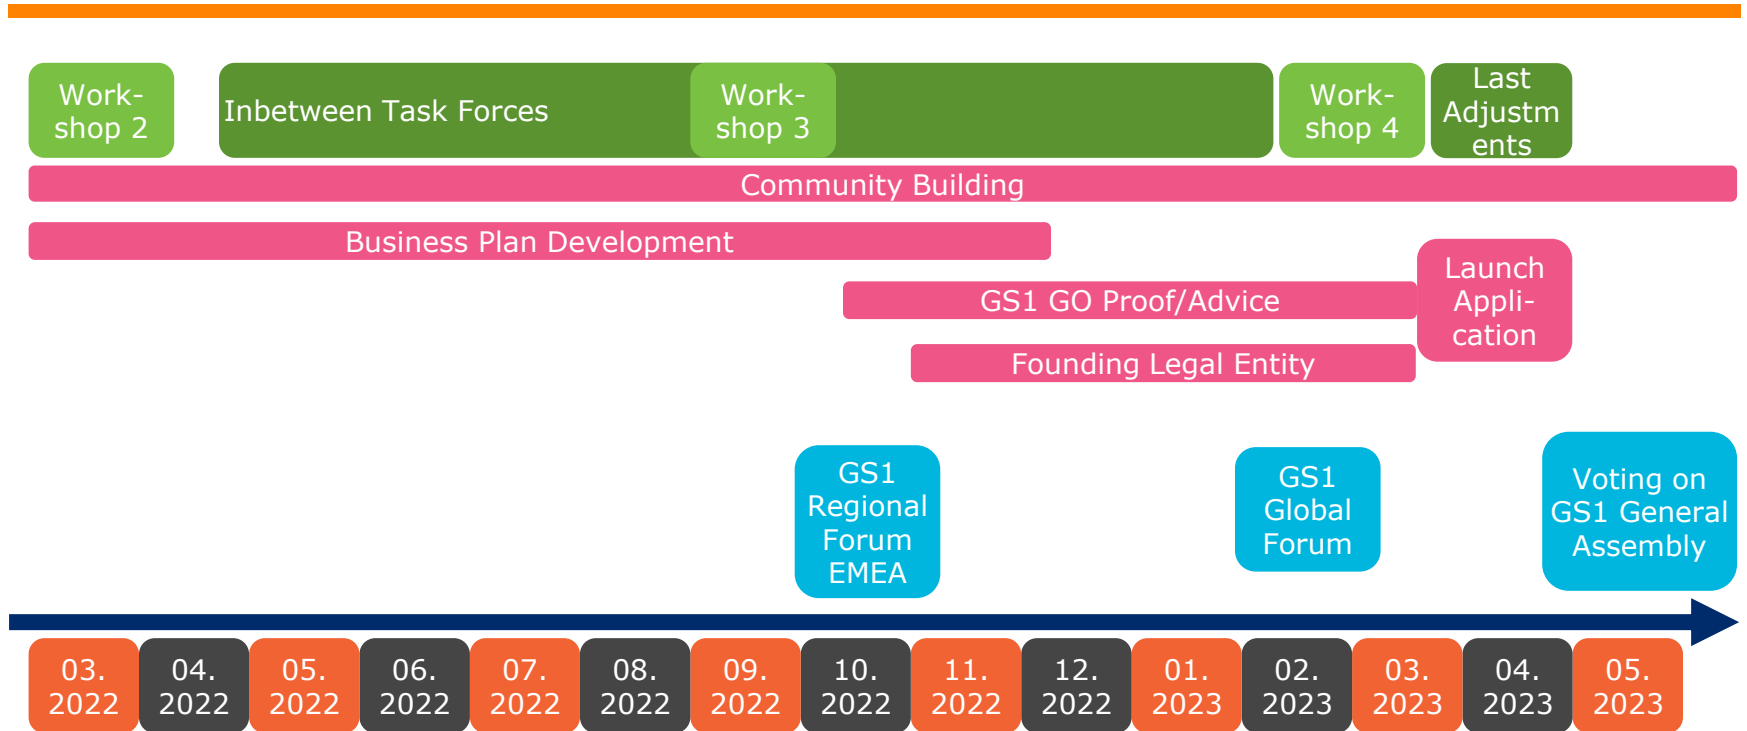 Work-
shop 2
Inbetween Task Forces
Work-
shop 3
Work-
shop 4
Last
Adjustm
ents
Community Building
Business Plan Development
GS1 GO Proof/Advice
Founding Legal Entity
Launch
Appli-
cation
GS1
Regional
Forum
EMEA
GS1
Global
Forum
Voting on
GS1 General
Assembly
03.
2022
04.
2022
05.
2022
06.
2022
07.
2022
08.
2022
09.
2022
10.
2022
11.
2022
12.
2022
01.
2023
02.
2023
03.
2023
04.
2023
05.
2023